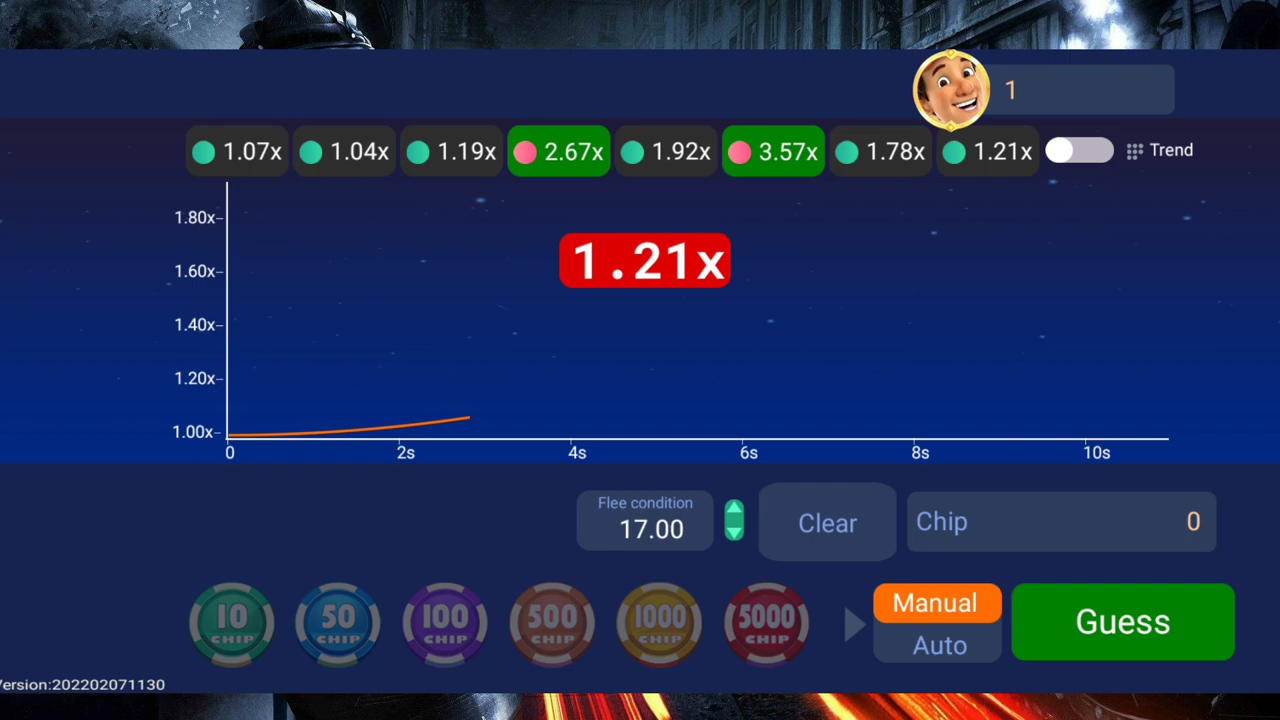 1
1.07x 1.04x 1.19x 2.67x 1.92x 3.57x 1.78x 1.21x Trend
1.80x
1.21x
1.60x
1.40x
1.20x
1.00x
0 2s 4s 6s 8s 10s
Flee condition
17.00
Clear
Chip 0
10 CHIP
50 CHIP
100 CHIP
500 CHIP
1000 CHIP
5000 CHIP
Manual
Auto
Guess
ersion:202202071130